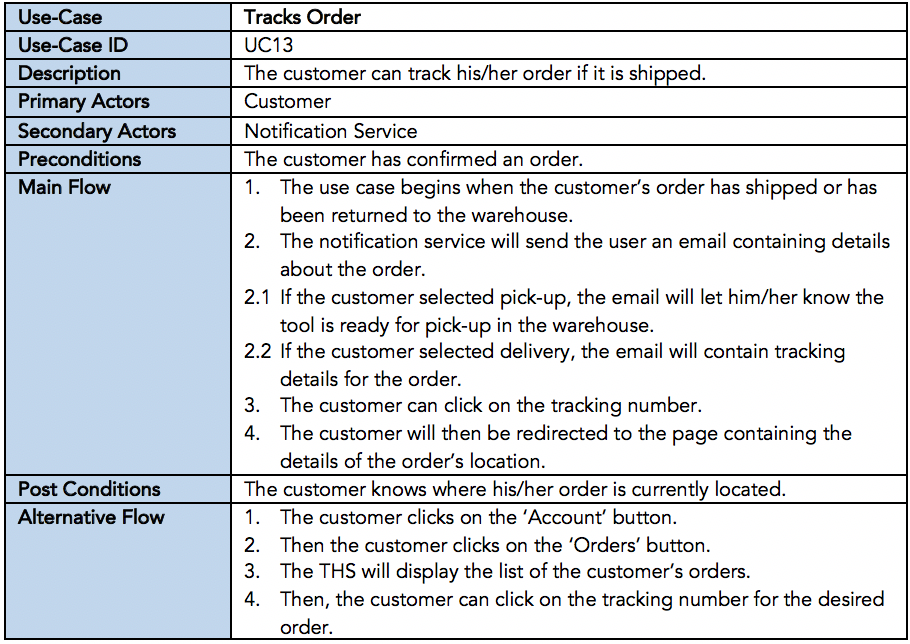 Use-Case Tracks Order
Use-Case ID UC13
Description The customer can track his/her order if it is shipped.
Primary Actors Customer
Secondary Actors Notification Service
Preconditions The customer has confirmed an order.
Main Flow 1. The use case begins when the customer’s order has shipped or has
been returned to the warehouse.
2. The notification service will send the user an email containing details
about the order.
2.1 If the customer selected pick-up, the email will let him/her know the
tool is ready for pick-up in the warehouse.
2.2 If the customer selected delivery, the email will contain tracking
details for the order.
3. The customer can click on the tracking number.
4. The customer will then be redirected to the page containing the
details of the order’s location.
Post Conditions The customer knows where his/her order is currently located.
Alternative Flow 1. The customer clicks on the ‘Account’ button.
2. Then the customer clicks on the ‘Orders’ button.
3. The THS will display the list of the customer’s orders.
4. Then, the customer can click on the tracking number for the desired
order.